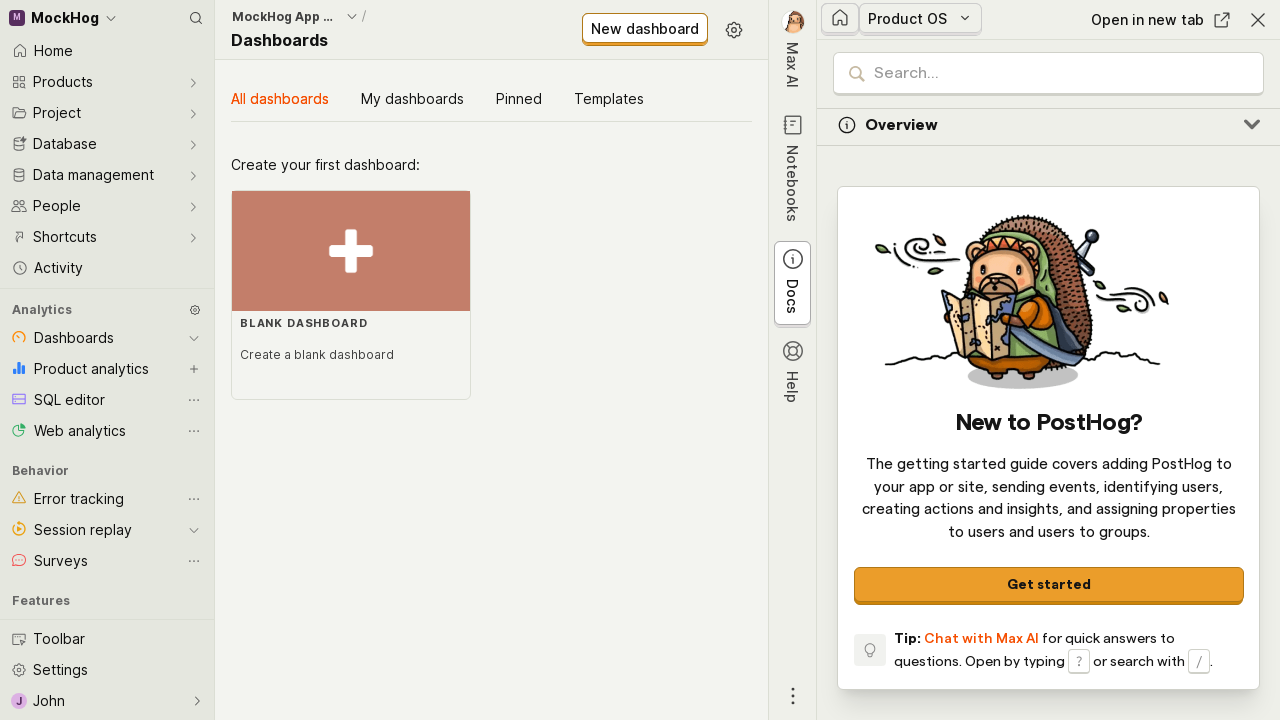 M MockHog
Home
Products
Project
Database
Data management
People
Shortcuts
Activity
Analytics
Dashboards
Product analytics
SQL editor
Web analytics
Behavior
Error tracking
Session replay
Surveys
Features
Toolbar
Settings
J John
MockHog App ... /
Dashboards
New dashboard
All dashboards My dashboards Pinned Templates
Create your first dashboard:
BLANK DASHBOARD
Create a blank dashboard
Max AI
Notebooks
Docs
Help
Product OS
Open in new tab
Search...
Overview
New to PostHog?
The getting started guide covers adding PostHog to
your app or site, sending events, identifying users,
creating actions and insights, and assigning properties
to users and users to groups.
Get started
Tip: Chat with Max AI for quick answers to
questions. Open by typing ? or search with /.